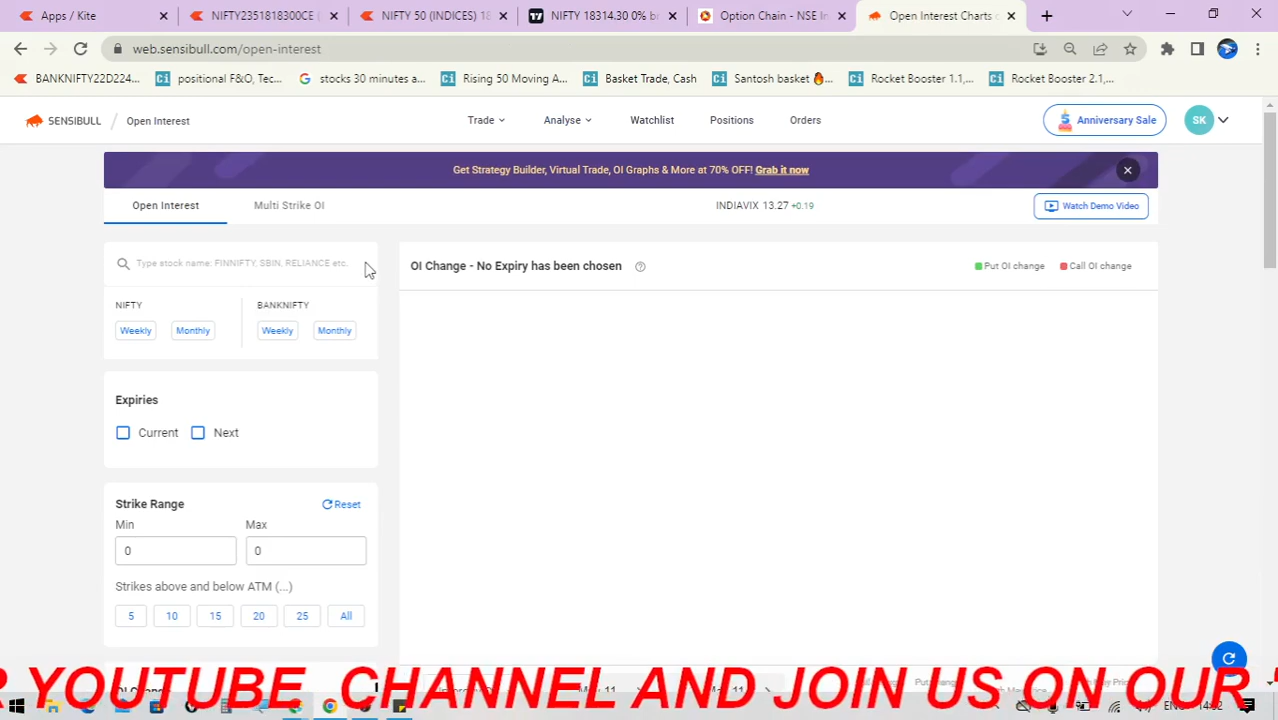 Apps / Kite
NIFTY2351818300CE (
NIFTY 50 (INDICES) 18
NIFTY 18314.30 0% b
Option Chain - NSE In
Open Interest Charts o
web.sensibull.com/open-interest
BANKNIFTY22D224...
positional F&O, Tec...
stocks 30 minutes a...
Rising 50 Moving A...
Basket Trade, Cash
Santosh basket 🔥...
Rocket Booster 1.1,...
Rocket Booster 2.1,...
SENSIBULL / Open Interest
Trade
Analyse
Watchlist
Positions
Orders
5 Anniversary Sale
SK
Get Strategy Builder, Virtual Trade, OI Graphs & More at 70% OFF! Grab it now
Open Interest
Multi Strike OI
INDIAVIX 13.27 +0.19
Watch Demo Video
Type stock name: FINNIFTY, SBIN, RELIANCE etc.
OI Change - No Expiry has been chosen
Put OI change
Call OI change
NIFTY
BANKNIFTY
Weekly
Monthly
Weekly
Monthly
Expiries
Current
Next
Strike Range
Reset
Min
Max
0
0
Strikes above and below ATM (...)
5
10
15
20
25
All
YOUTUBE CHANNEL AND JOIN US ON OUR